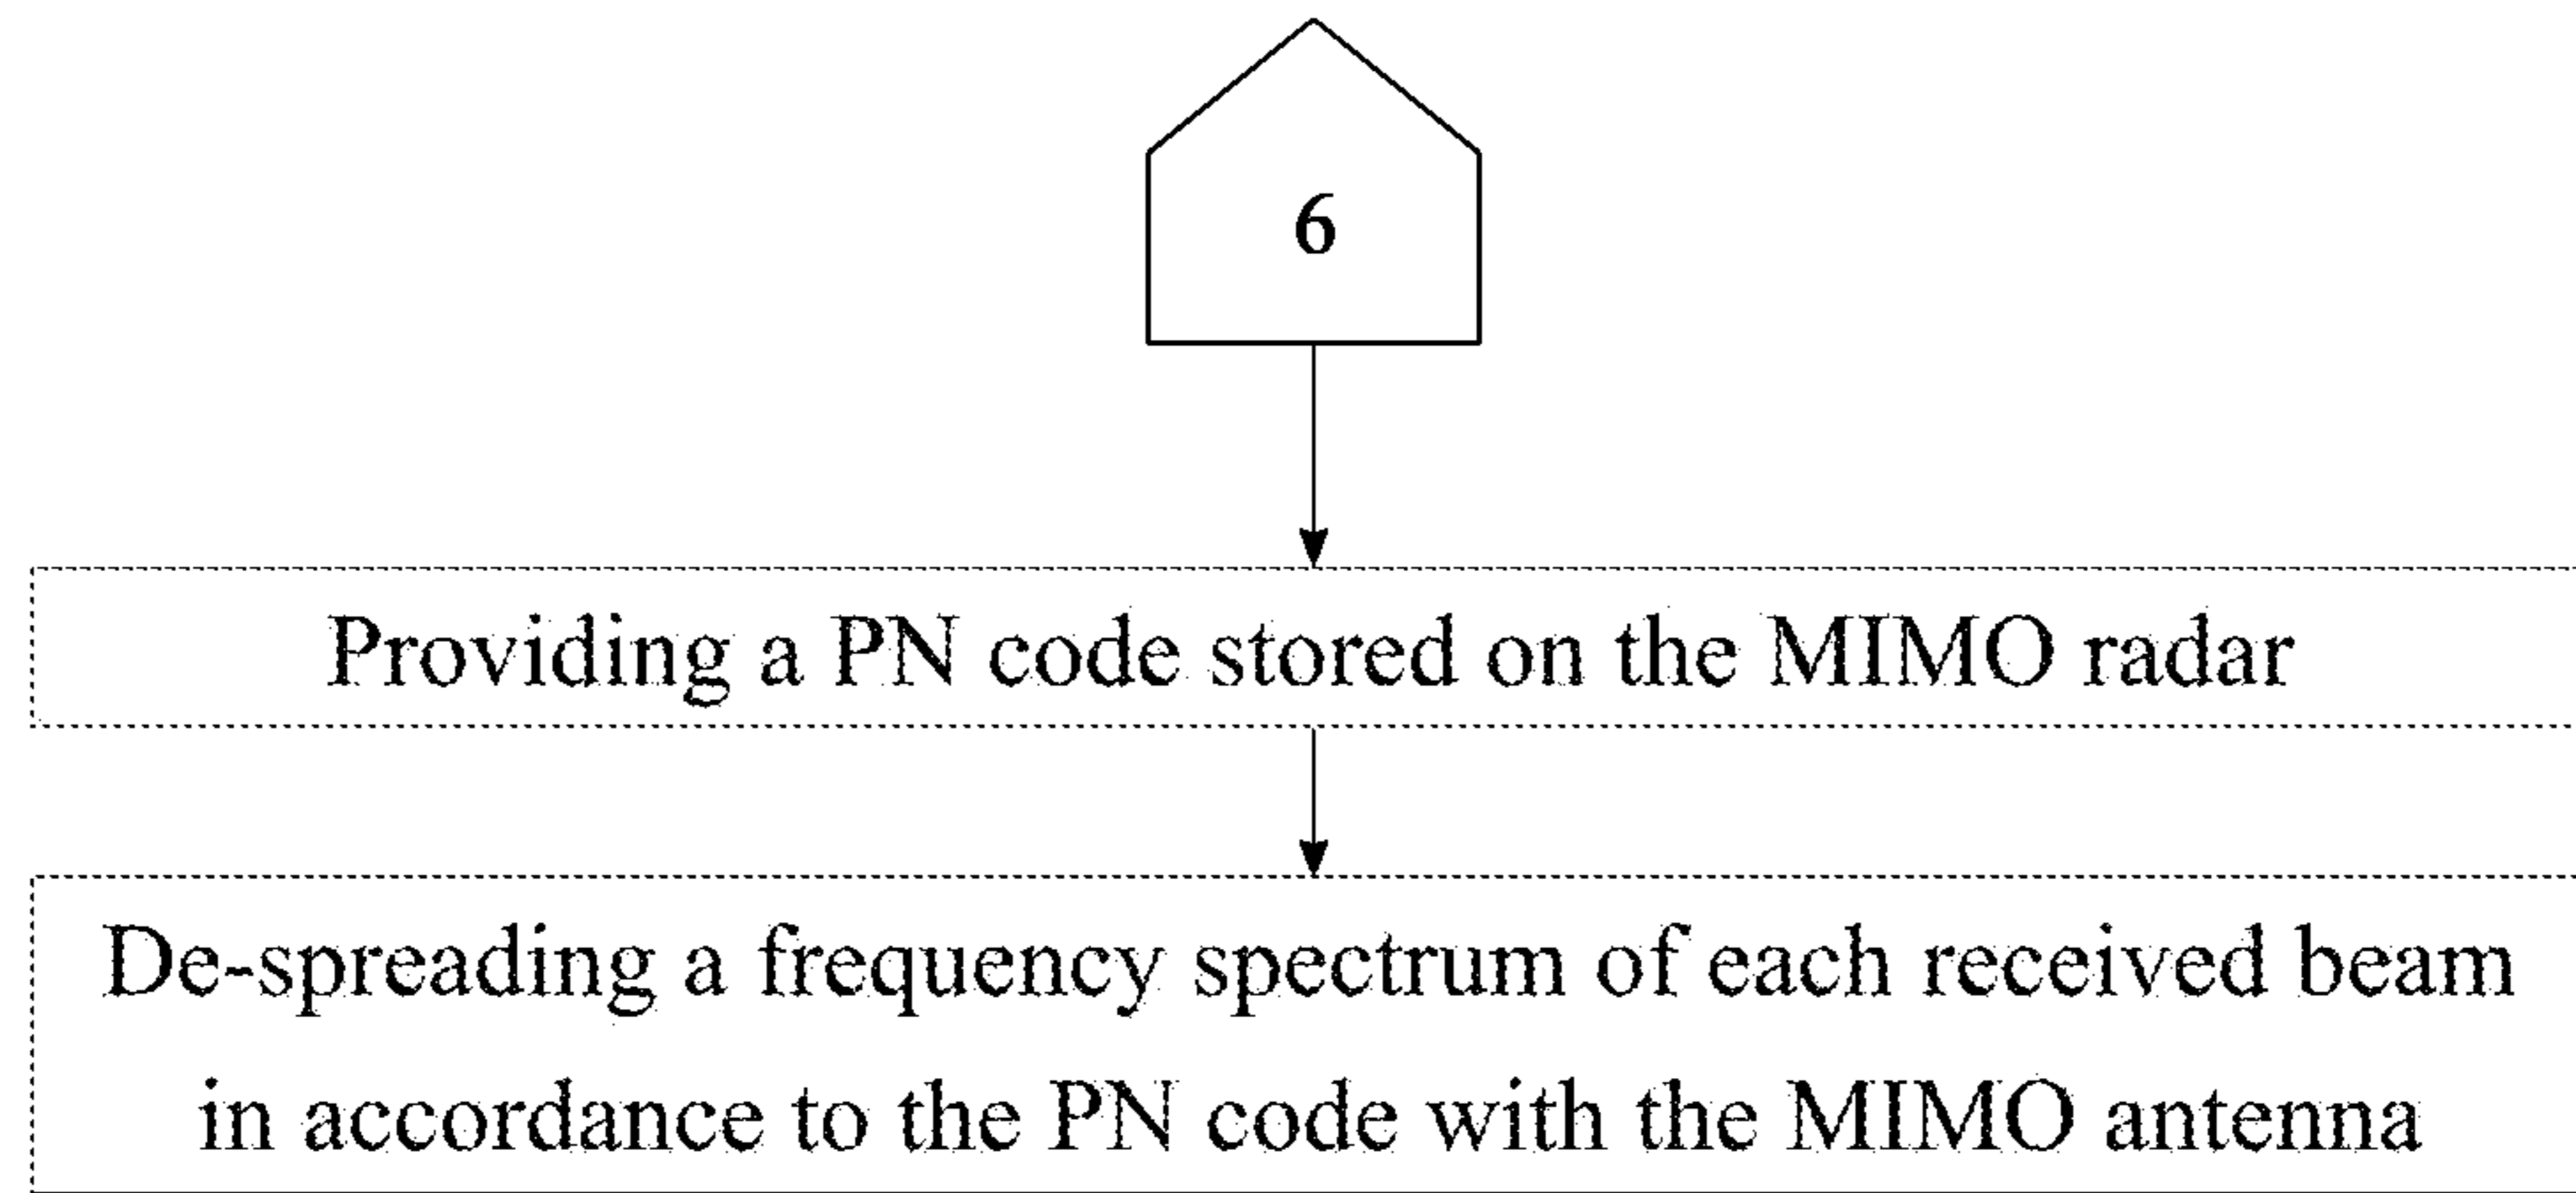 6
Providing a PN code stored on the MIMO radar
De-spreading a frequency spectrum of each received beam
in accordance to the PN code with the MIMO antenna